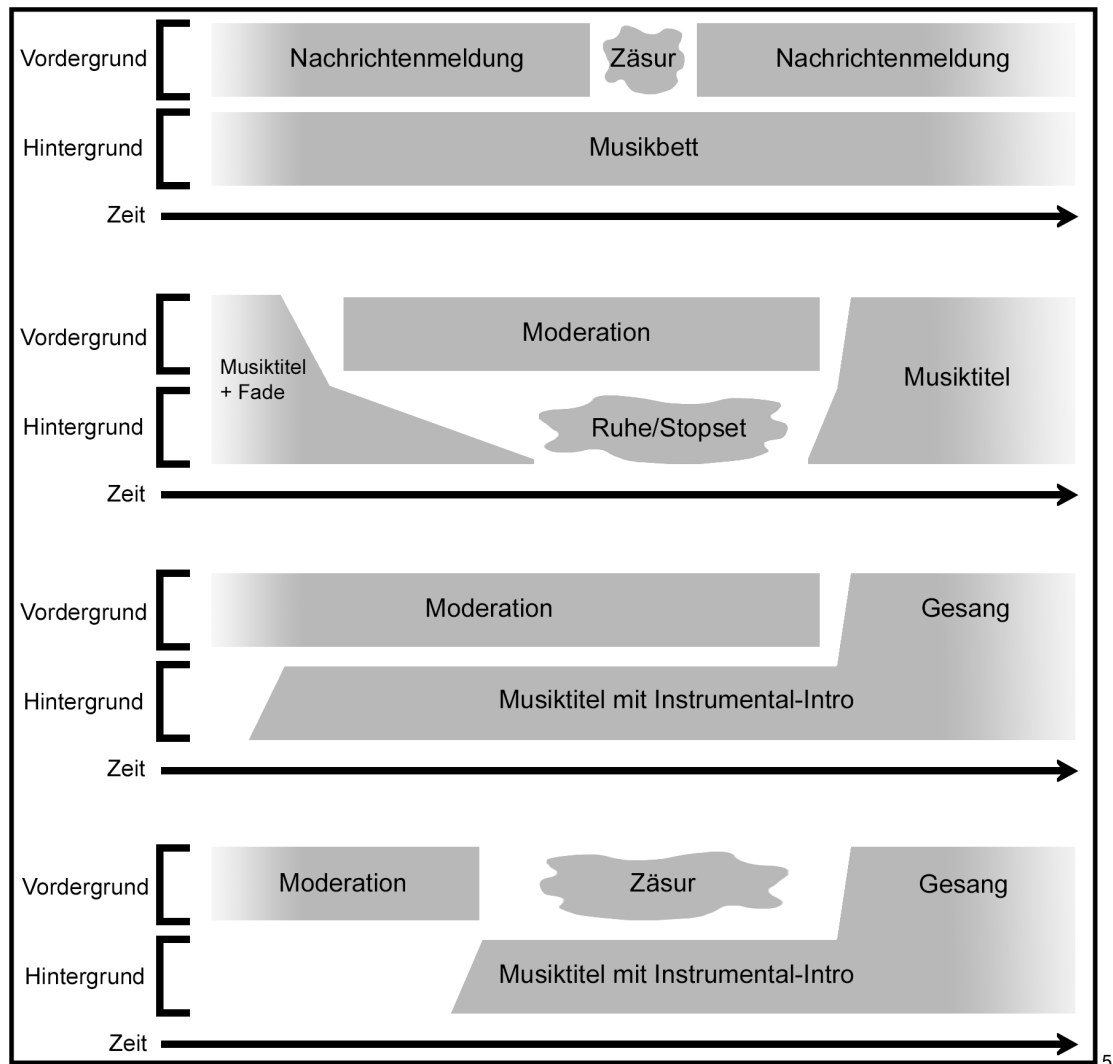 Vordergrund
Nachrichtenmeldung
Zäsur
Nachrichtenmeldung
Hintergrund
Musikbett
Zeit
Vordergrund
Moderation
Musiktitel
+ Fade
Musiktitel
Hintergrund
Ruhe/Stopset
Zeit
Vordergrund
Moderation
Gesang
Hintergrund
Musiktitel mit Instrumental-Intro
Zeit
Vordergrund
Moderation
Zäsur
Gesang
Hintergrund
Musiktitel mit Instrumental-Intro
Zeit
5